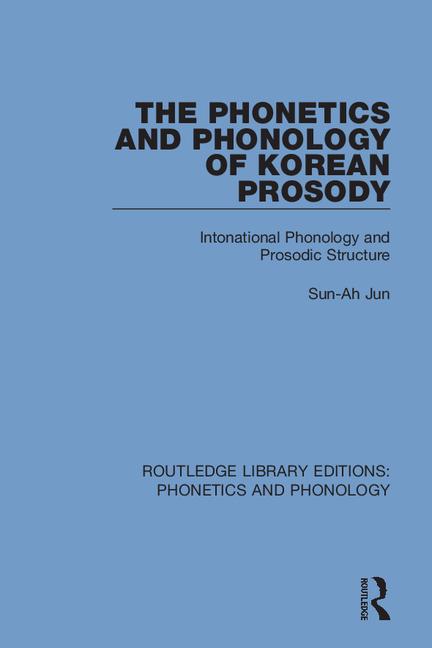 THE PHONETICS
AND PHONOLOGY
OF KOREAN
PROSODY
Intonational Phonology and
Prosodic Structure
Sun-Ah Jun
ROUTLEDGE LIBRARY EDITIONS:
PHONETICS AND PHONOLOGY
ROUTLEDGE